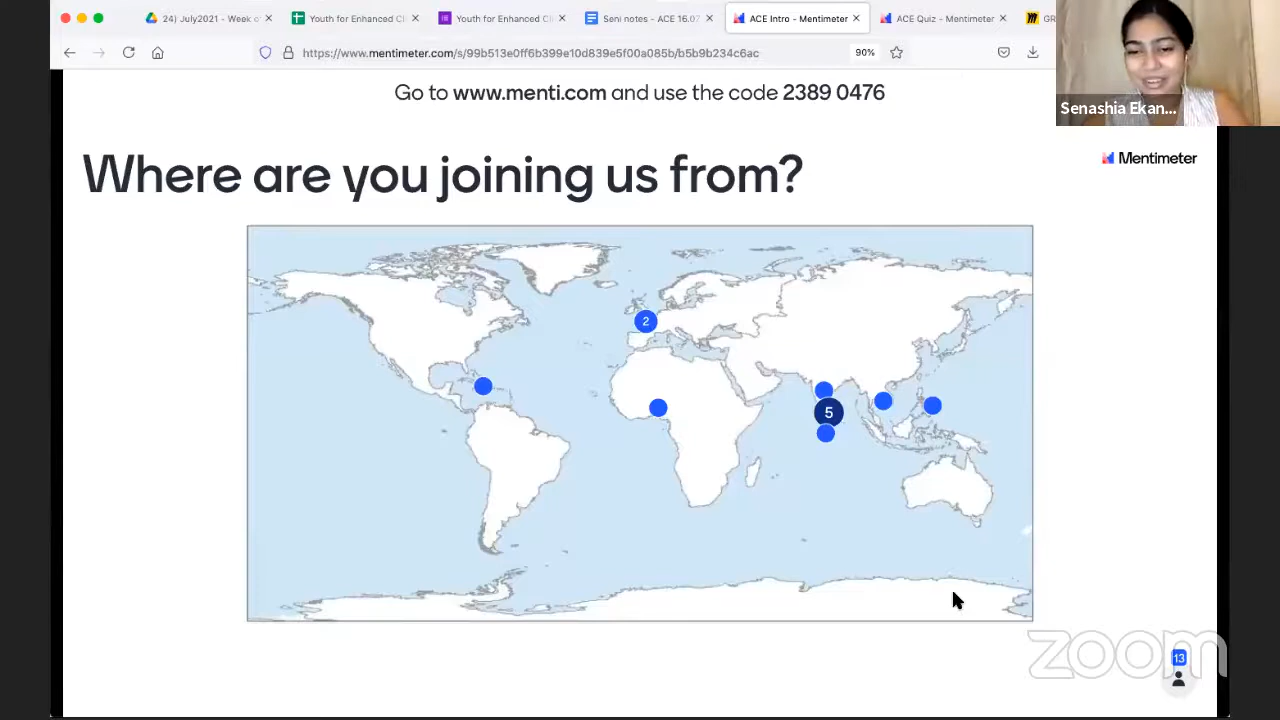 24) July2021 - Week o
Youth for Enhanced Cl
Youth for Enhanced Cli
Seni notes - ACE 16.07
ACE Intro - Mentimeter
ACE Quiz - Mentimeter
GR
https://www.mentimeter.com/s/99b513e0ff6b399e10d839e5f00a085b/b5b9b234c6ac
90%
Senashia Ekan...
Go to www.menti.com and use the code 2389 0476
Mentimeter
Where are you joining us from?
2
5
zoom
13